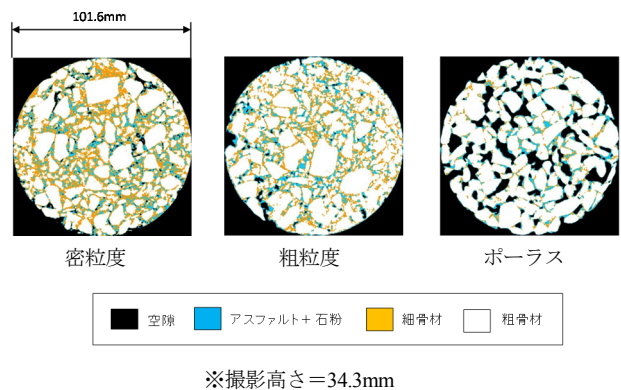 101.6mm
密粒度
粗粒度
ポーラス
空隙
アスファルト+石粉
細骨材
粗骨材
※撮影高さ=34.3mm